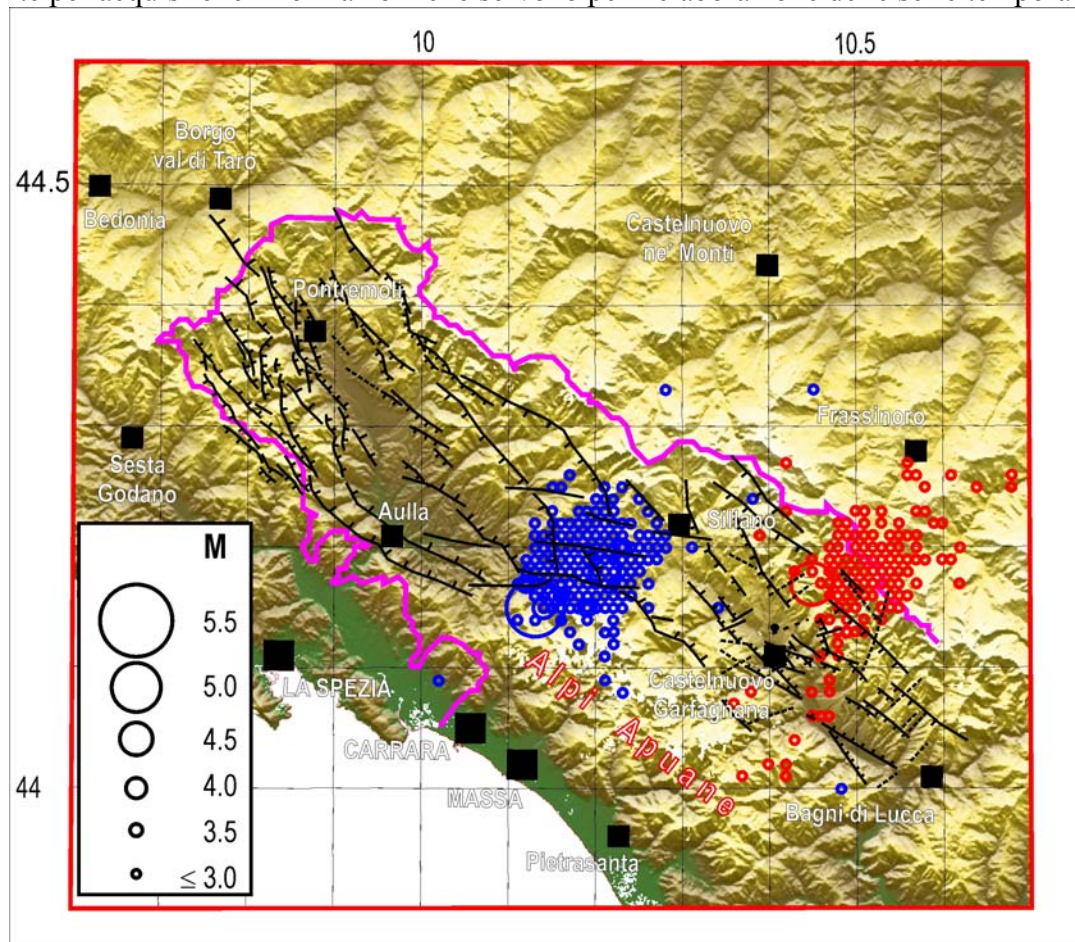 10
10.5
Borgo
val di Taro
44.5
Bedonia
Castelnuovo
ne' Monti
Pontremoli
Frassinoro
Sesta
Godano
Aulla
Sillano
M
5.5
5.0
4.5
4.0
3.5
≤ 3.0
LA SPEZIA
Castelnuovo
Garfagnana
Alpi Apuane
CARRARA
44
MASSA
Bagni di Lucca
Pietrasanta